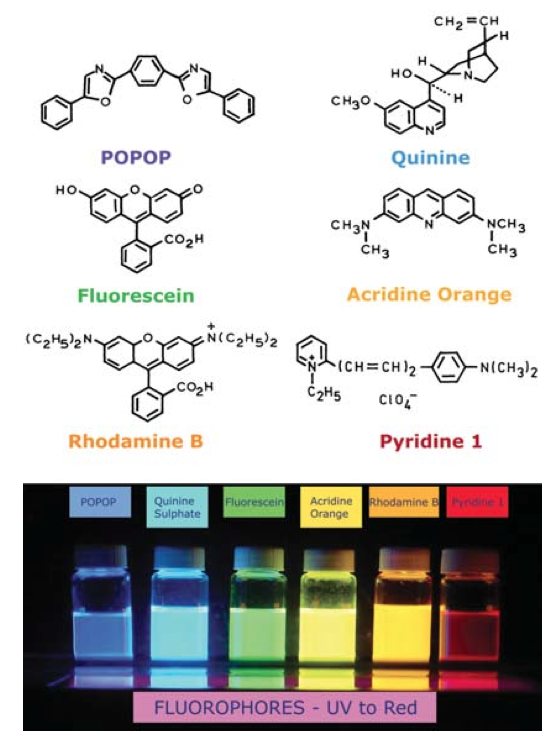 CH₂=CH
H
N
N
H
N
HO
O
O
H
CH₃O
N
POPOP
Quinine
HO
O
O
CO₂H
CH₃
N
N
N
CH₃
CH₃
CH₃
Fluorescein
Acridine Orange
(C₂H₅)₂N
O
N⁺(C₂H₅)₂
CO₂H
N⁺
(CH=CH)₂
N(CH₃)₂
C₂H₅
ClO₄⁻
Rhodamine B
Pyridine 1
POPOP
Quinine
Sulphate
Fluorescein
Acridine
Orange
Rhodamine B
Pyridine 1
FLUOROPHORES - UV to Red